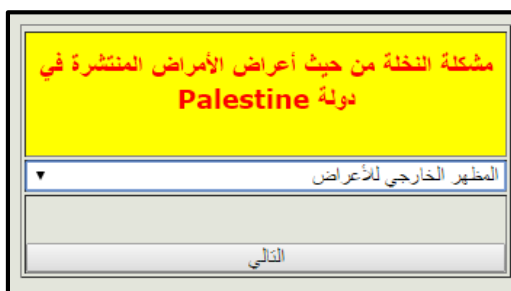 مشكلة النخلة من حيث أعراض الأمراض المنتشرة في
دولة Palestine
المظهر الخارجي للأعراض
التالي